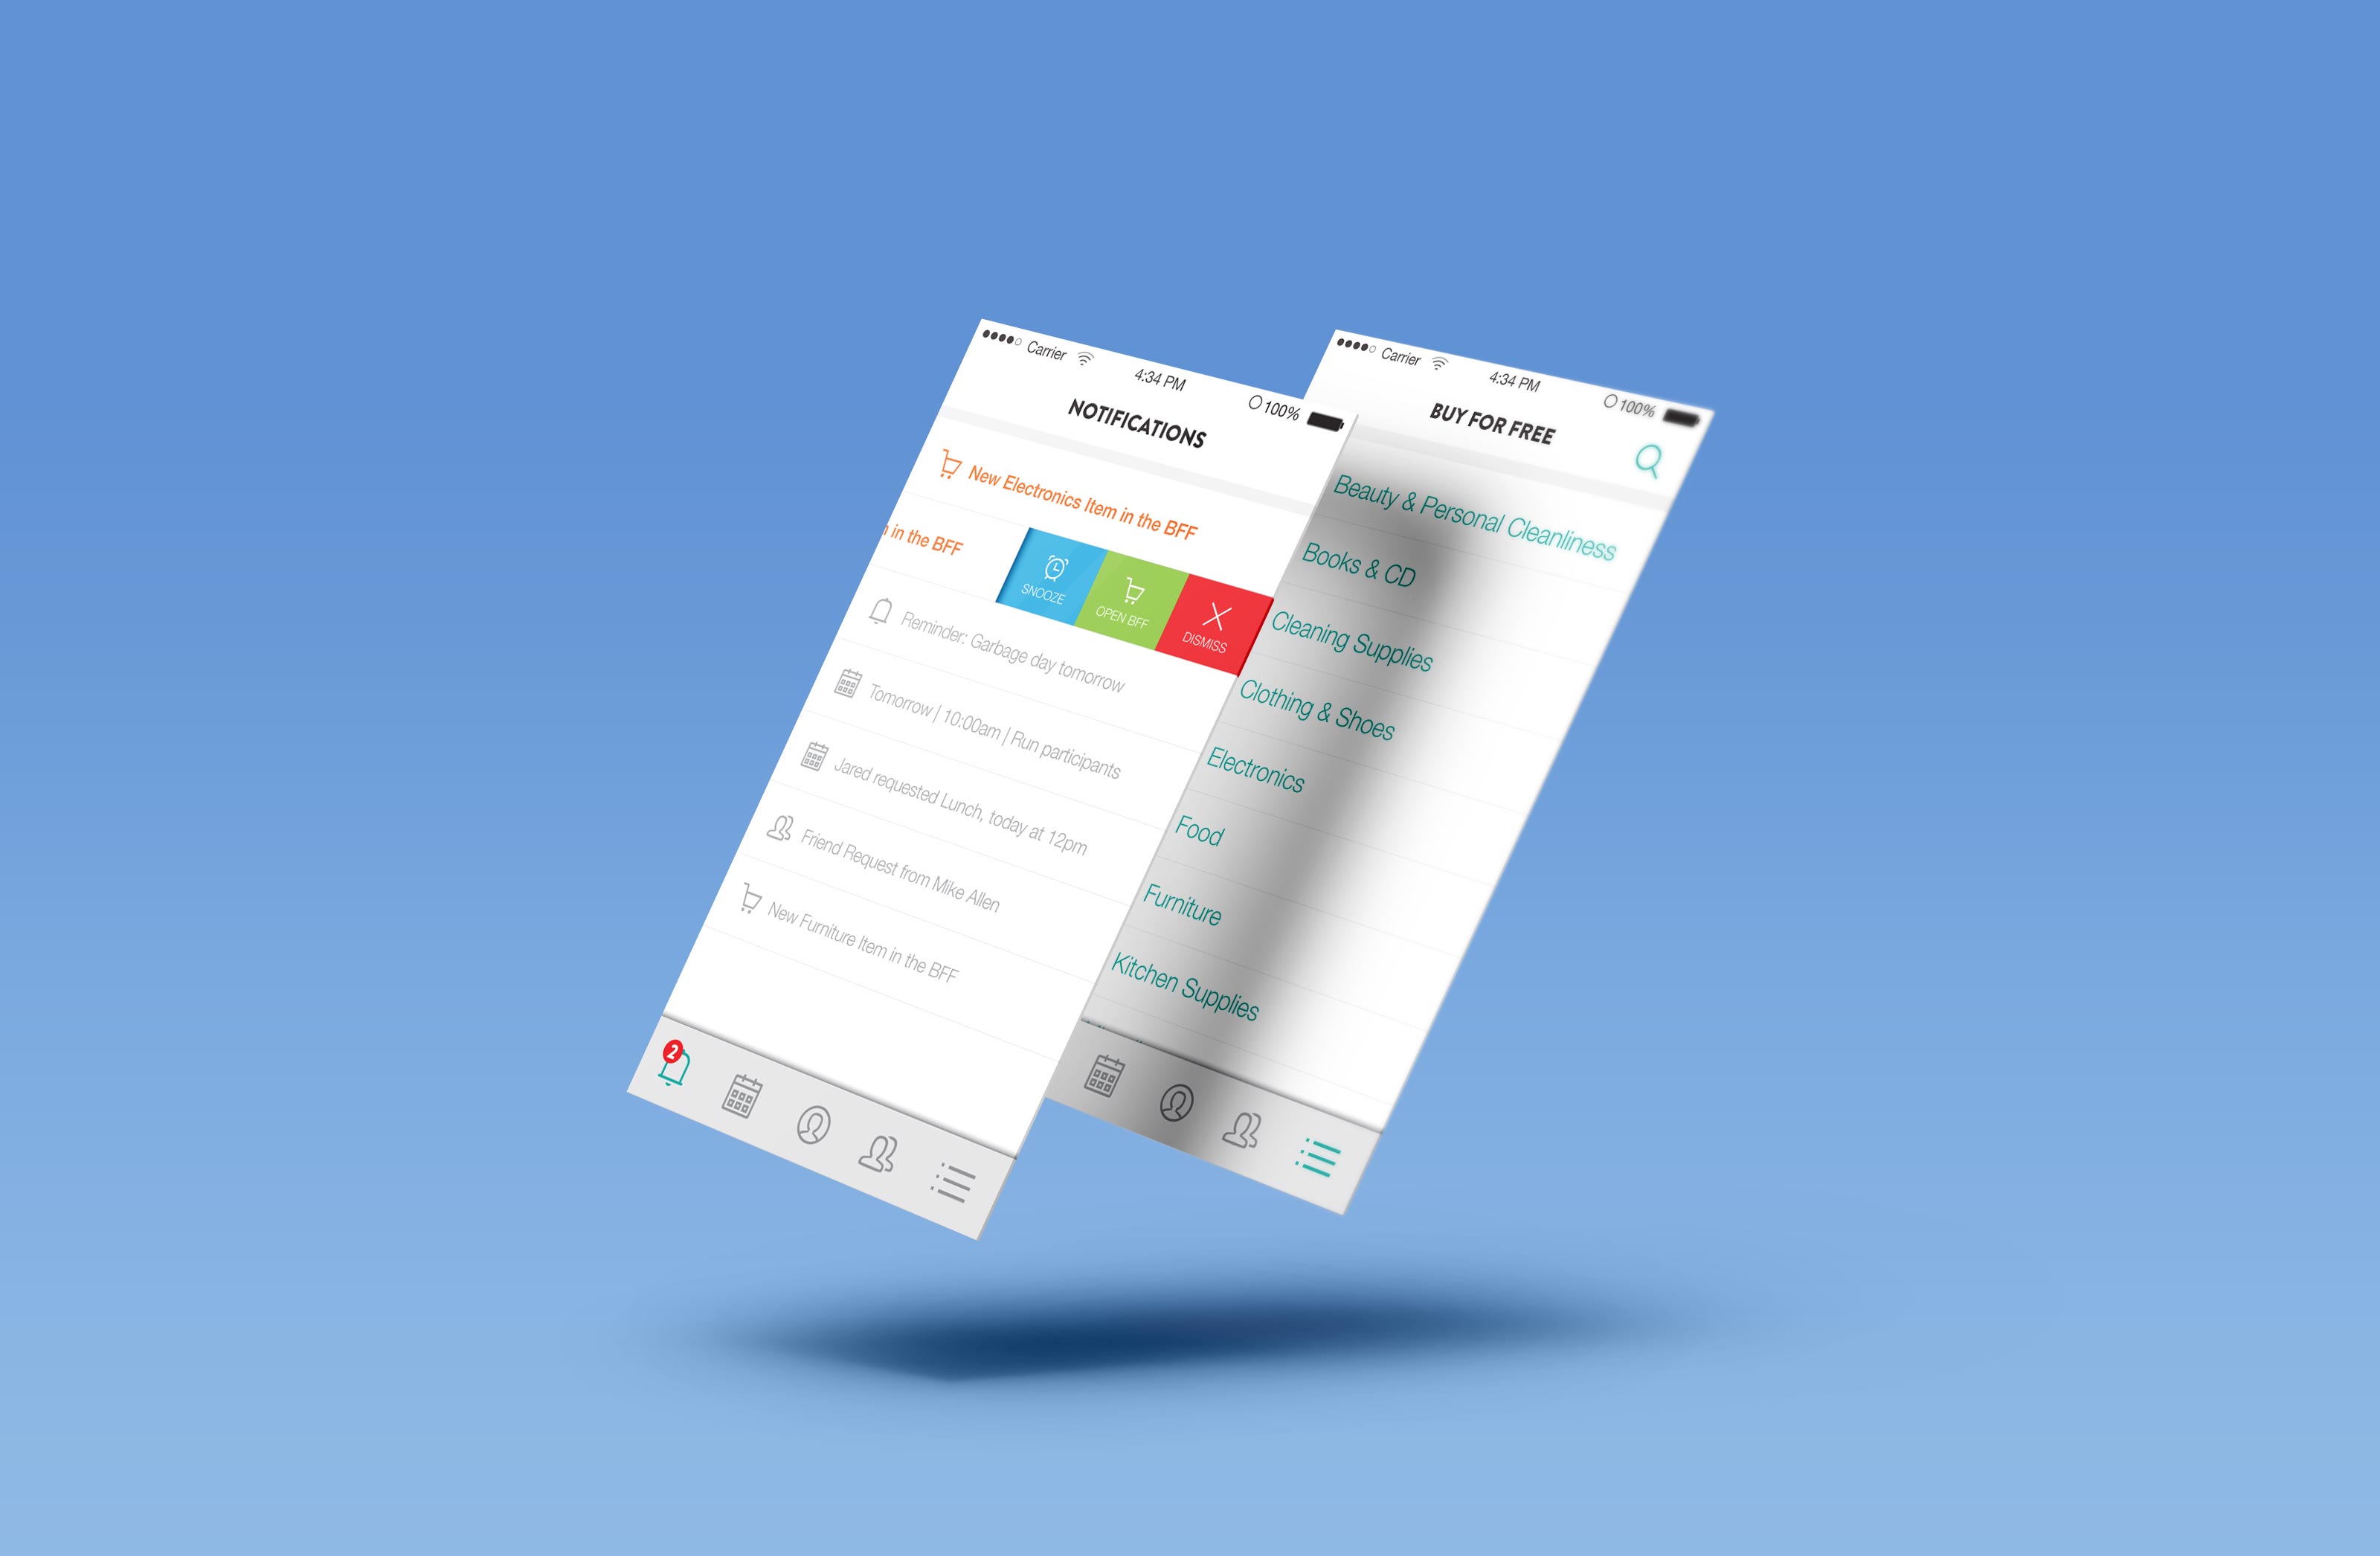 Carrier
4:34 PM
100%
NOTIFICATIONS
New Electronics Item in the BFF
in the BFF
SNOOZE
OPEN BFF
DISMISS
Reminder: Garbage day tomorrow
Tomorrow | 10:00am | Run participants
Jared requested Lunch, today at 12pm
Friend Request from Mike Allen
New Furniture Item in the BFF
2
Carrier
4:34 PM
100%
BUY FOR FREE
Beauty & Personal Cleanliness
Books & CD
Cleaning Supplies
Clothing & Shoes
Electronics
Food
Furniture
Kitchen Supplies